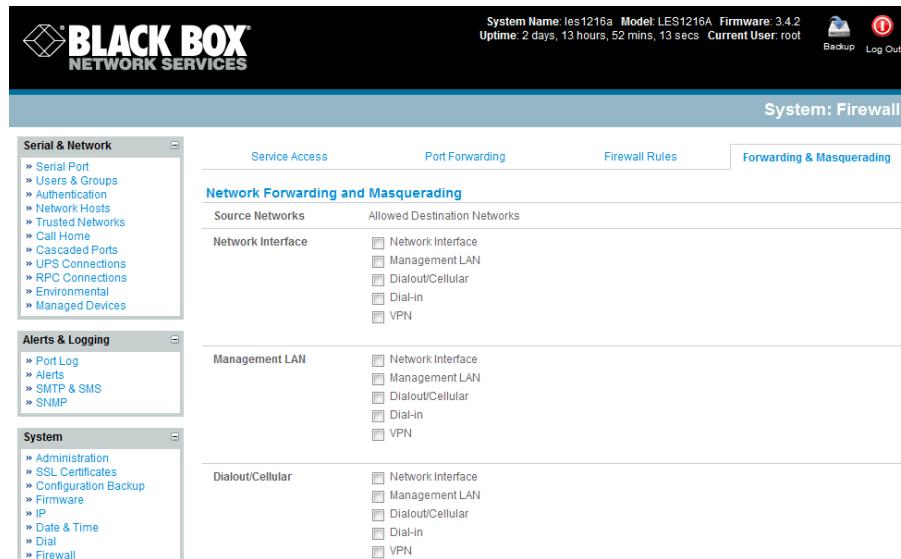 BLACK BOX
NETWORK SERVICES
System Name: les1216a Model: LES1216A Firmware: 3.4.2
Uptime: 2 days, 13 hours, 52 mins, 13 secs Current User: root
Backup
Log Out
System: Firewall
Serial & Network
» Serial Port
» Users & Groups
» Authentication
» Network Hosts
» Trusted Networks
» Call Home
» Cascaded Ports
» UPS Connections
» RPC Connections
» Environmental
» Managed Devices
Alerts & Logging
» Port Log
» Alerts
» SMTP & SMS
» SNMP
System
» Administration
» SSL Certificates
» Configuration Backup
» Firmware
» IP
» Date & Time
» Dial
» Firewall
Service Access Port Forwarding Firewall Rules Forwarding & Masquerading
Network Forwarding and Masquerading
Source Networks Allowed Destination Networks
Network Interface Network Interface
Management LAN
Dialout/Cellular
Dial-in
VPN
Management LAN Network Interface
Management LAN
Dialout/Cellular
Dial-in
VPN
Dialout/Cellular Network Interface
Management LAN
Dialout/Cellular
Dial-in
VPN